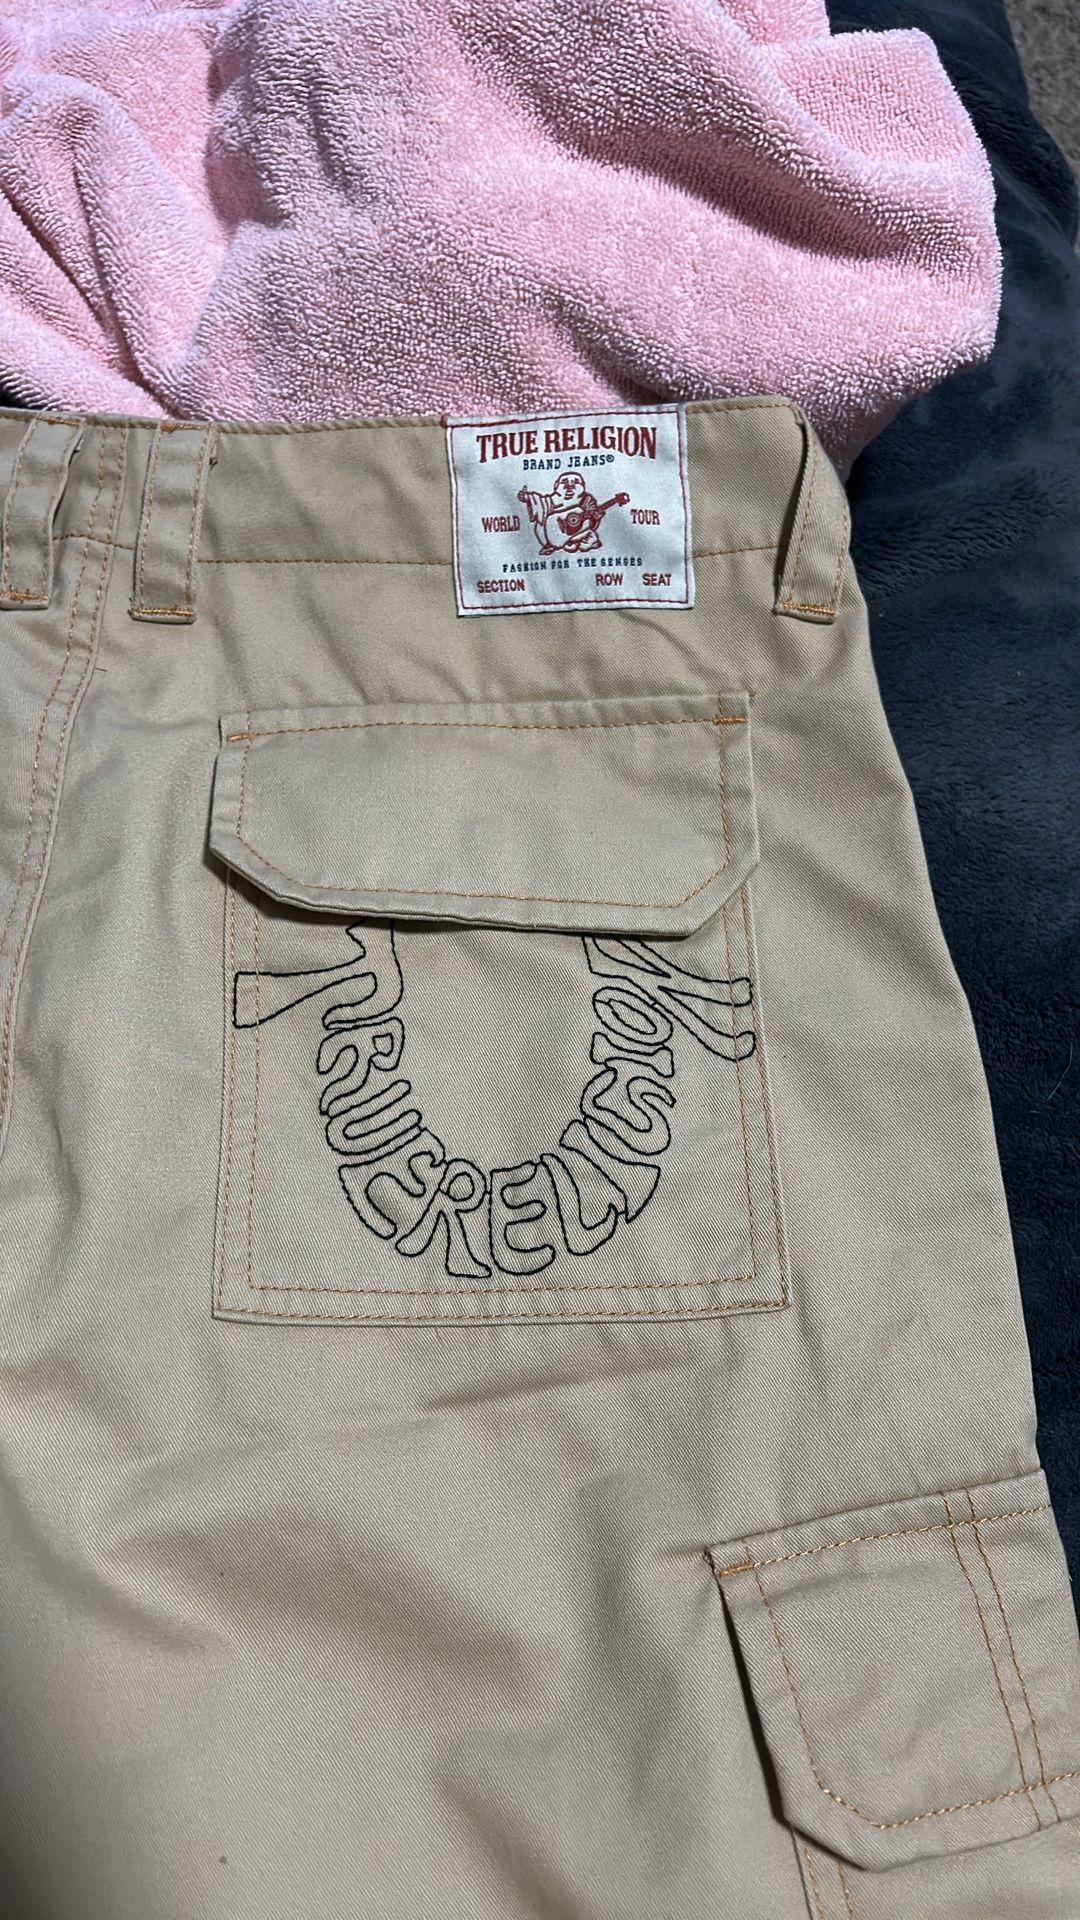 TRUE RELIGION
BRAND JEANS®
WORLD TOUR
FASHION FOR THE SENSES
SECTION ROW SEAT
TRUE RELIGION